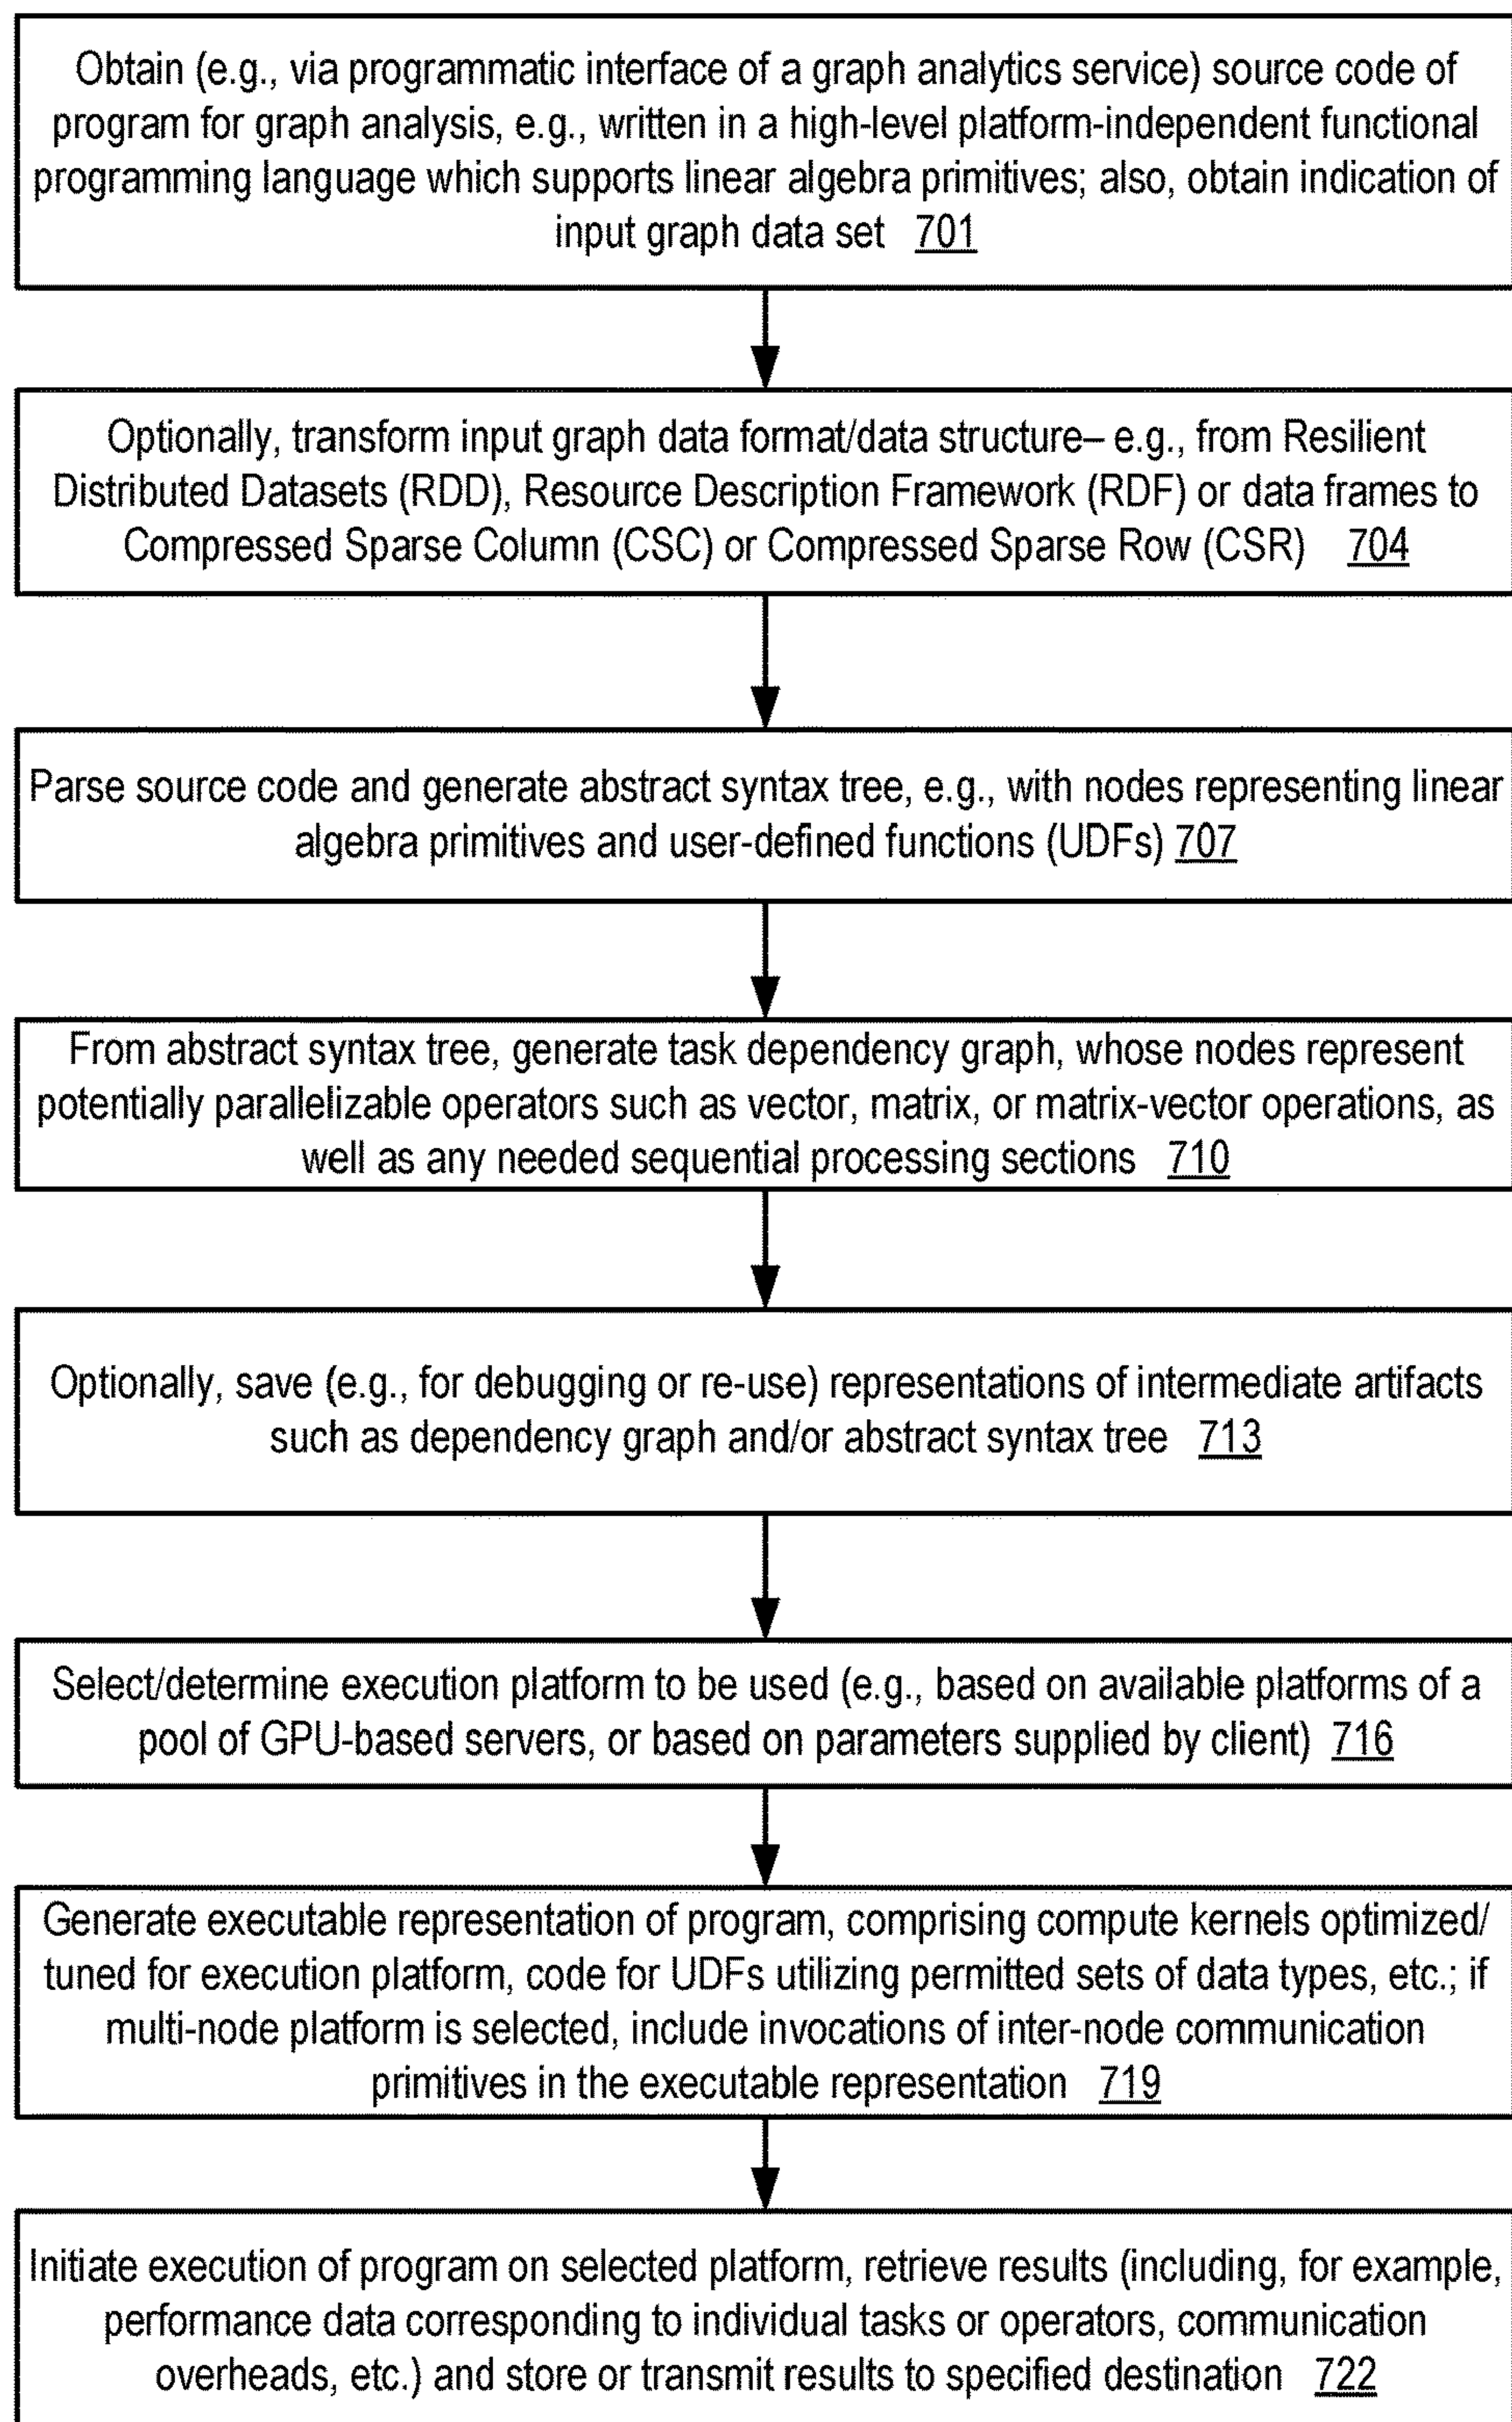 Obtain (e.g., via programmatic interface of a graph analytics service) source code of
program for graph analysis, e.g., written in a high-level platform-independent functional
programming language which supports linear algebra primitives; also, obtain indication of
input graph data set 701
Optionally, transform input graph data format/data structure– e.g., from Resilient
Distributed Datasets (RDD), Resource Description Framework (RDF) or data frames to
Compressed Sparse Column (CSC) or Compressed Sparse Row (CSR) 704
Parse source code and generate abstract syntax tree, e.g., with nodes representing linear
algebra primitives and user-defined functions (UDFs) 707
From abstract syntax tree, generate task dependency graph, whose nodes represent
potentially parallelizable operators such as vector, matrix, or matrix-vector operations, as
well as any needed sequential processing sections 710
Optionally, save (e.g., for debugging or re-use) representations of intermediate artifacts
such as dependency graph and/or abstract syntax tree 713
Select/determine execution platform to be used (e.g., based on available platforms of a
pool of GPU-based servers, or based on parameters supplied by client) 716
Generate executable representation of program, comprising compute kernels optimized/
tuned for execution platform, code for UDFs utilizing permitted sets of data types, etc.; if
multi-node platform is selected, include invocations of inter-node communication
primitives in the executable representation 719
Initiate execution of program on selected platform, retrieve results (including, for example,
performance data corresponding to individual tasks or operators, communication
overheads, etc.) and store or transmit results to specified destination 722